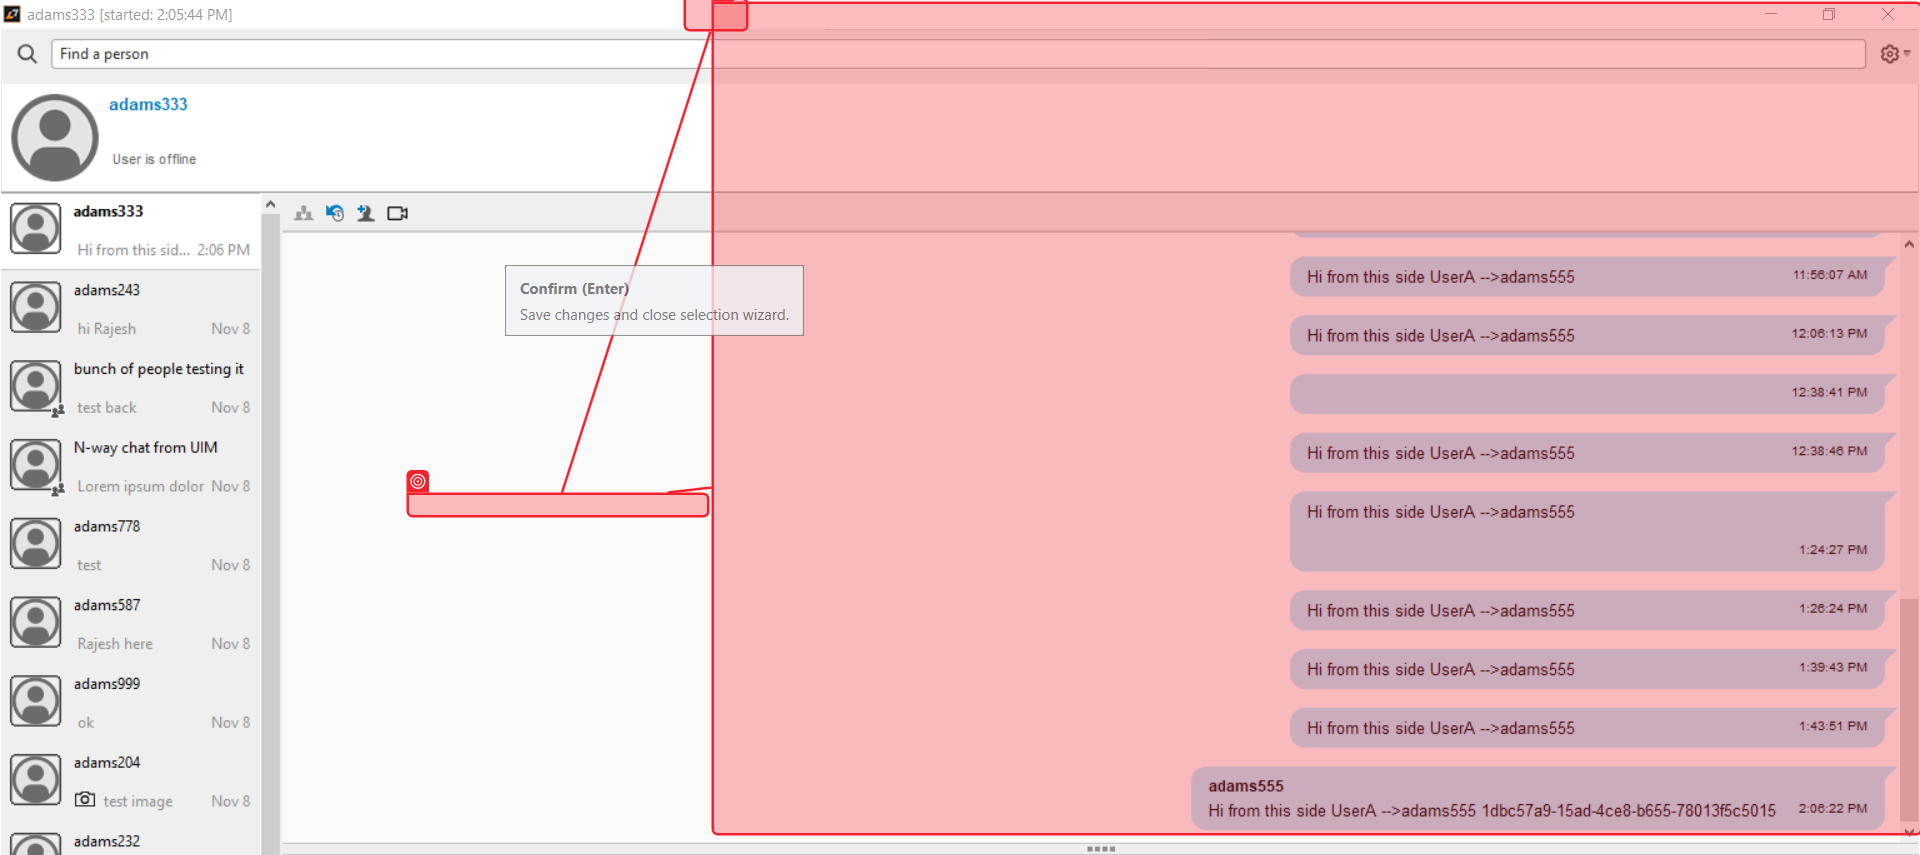 adams333 [started: 2:05:44 PM]
Find a person
adams333
User is offline
adams333
Hi from this sid... 2:06 PM
adams243
hi Rajesh Nov 8
bunch of people testing it
test back Nov 8
N-way chat from UIM
Lorem ipsum dolor Nov 8
adams778
test Nov 8
adams587
Rajesh here Nov 8
adams999
ok Nov 8
adams204
test image Nov 8
adams232
Confirm (Enter)
Save changes and close selection wizard.
Hi from this side UserA -->adams555 11:56:07 AM
Hi from this side UserA -->adams555 12:06:13 PM
12:38:41 PM
Hi from this side UserA -->adams555 12:38:46 PM
Hi from this side UserA -->adams555
1:24:27 PM
Hi from this side UserA -->adams555 1:26:24 PM
Hi from this side UserA -->adams555 1:39:43 PM
Hi from this side UserA -->adams555 1:43:51 PM
adams555
Hi from this side UserA -->adams555 1dbc57a9-15ad-4ce8-b655-78013f5c5015 2:06:22 PM